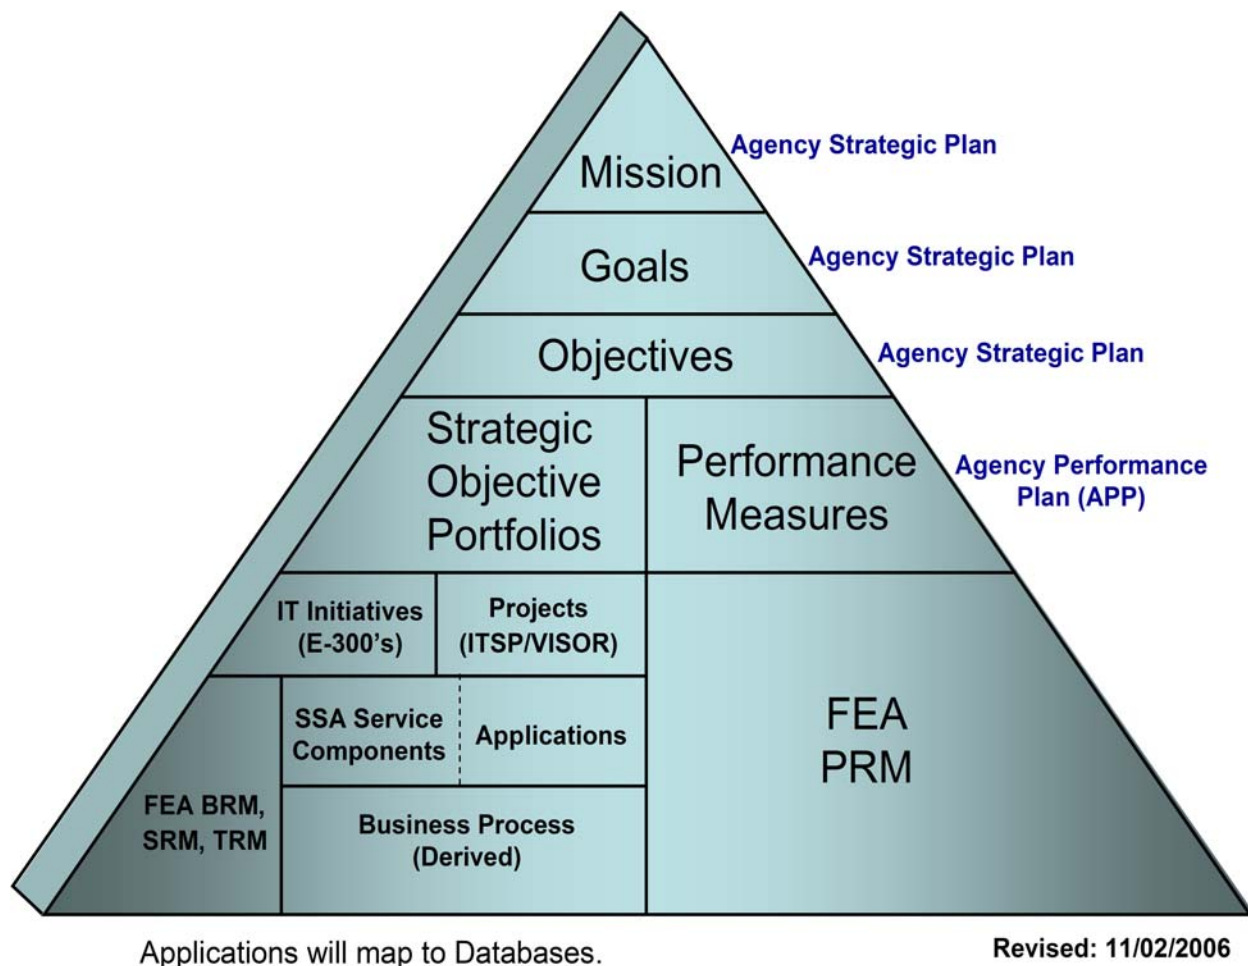 Mission
Agency Strategic Plan
Goals
Agency Strategic Plan
Objectives
Agency Strategic Plan
Strategic
Objective
Portfolios
Performance
Measures
Agency Performance
Plan (APP)
IT Initiatives
(E-300's)
Projects
(ITSP/VISOR)
SSA Service
Components
Applications
FEA
PRM
FEA BRM,
SRM, TRM
Business Process
(Derived)
Applications will map to Databases.
Revised: 11/02/2006